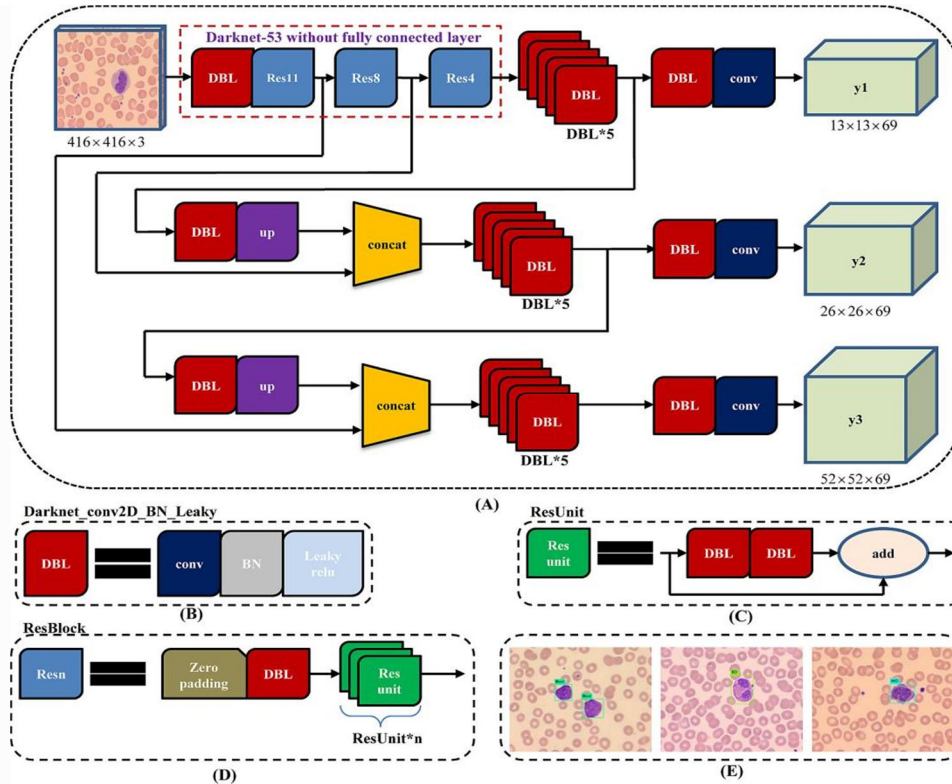 Darknet-53 without fully connected layer
DBL Res11 Res8 Res4 DBL DBL conv y1
416×416×3
DBL*5
13×13×69
DBL up concat DBL DBL conv y2
DBL*5
26×26×69
DBL up concat DBL DBL conv y3
DBL*5
52×52×69
(A)
Darknet_conv2D_BN_Leaky
DBL conv BN Leaky
relu
(B)
ResUnit
Res
unit
DBL DBL add
(C)
ResBlock
Resn Zero
padding
DBL Res
unit
ResUnit*n
(D)
(E)